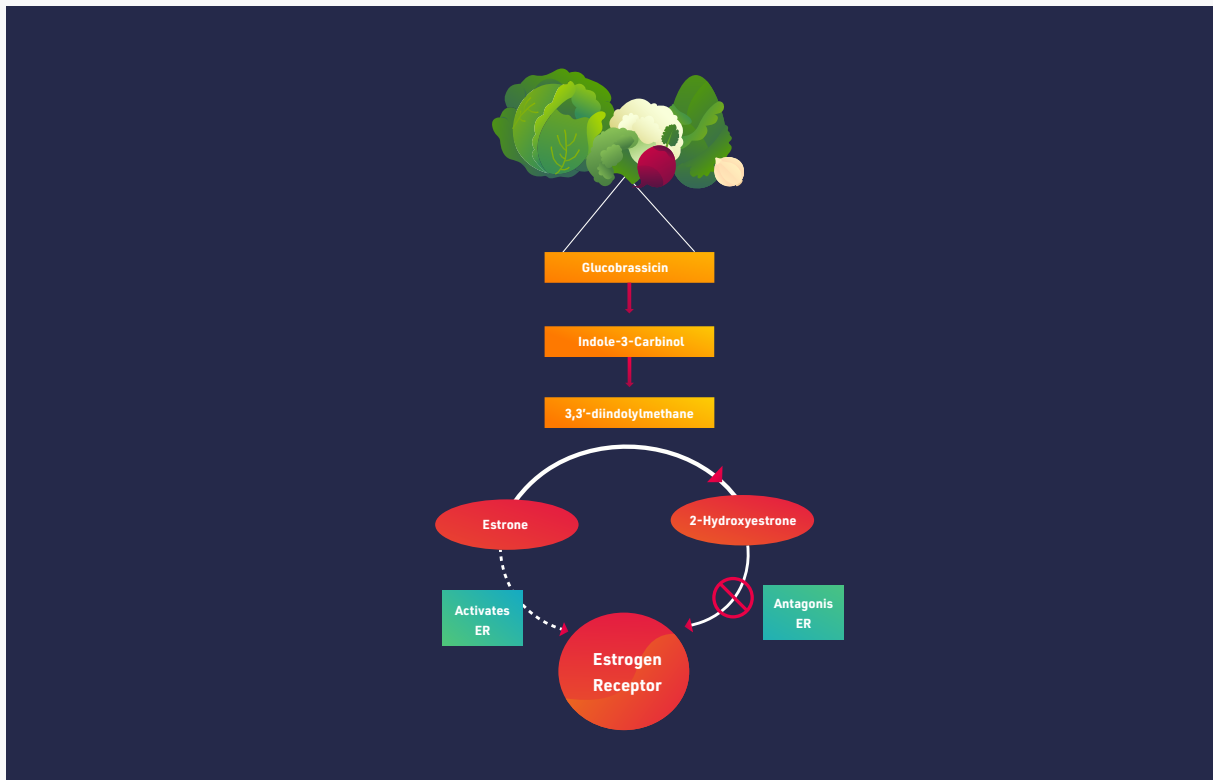 Glucobrassicin
Indole-3-Carbinol
3,3'-diindolylmethane
Estrone
2-Hydroxyestrone
Activates
ER
Antagonis
ER
Estrogen
Receptor